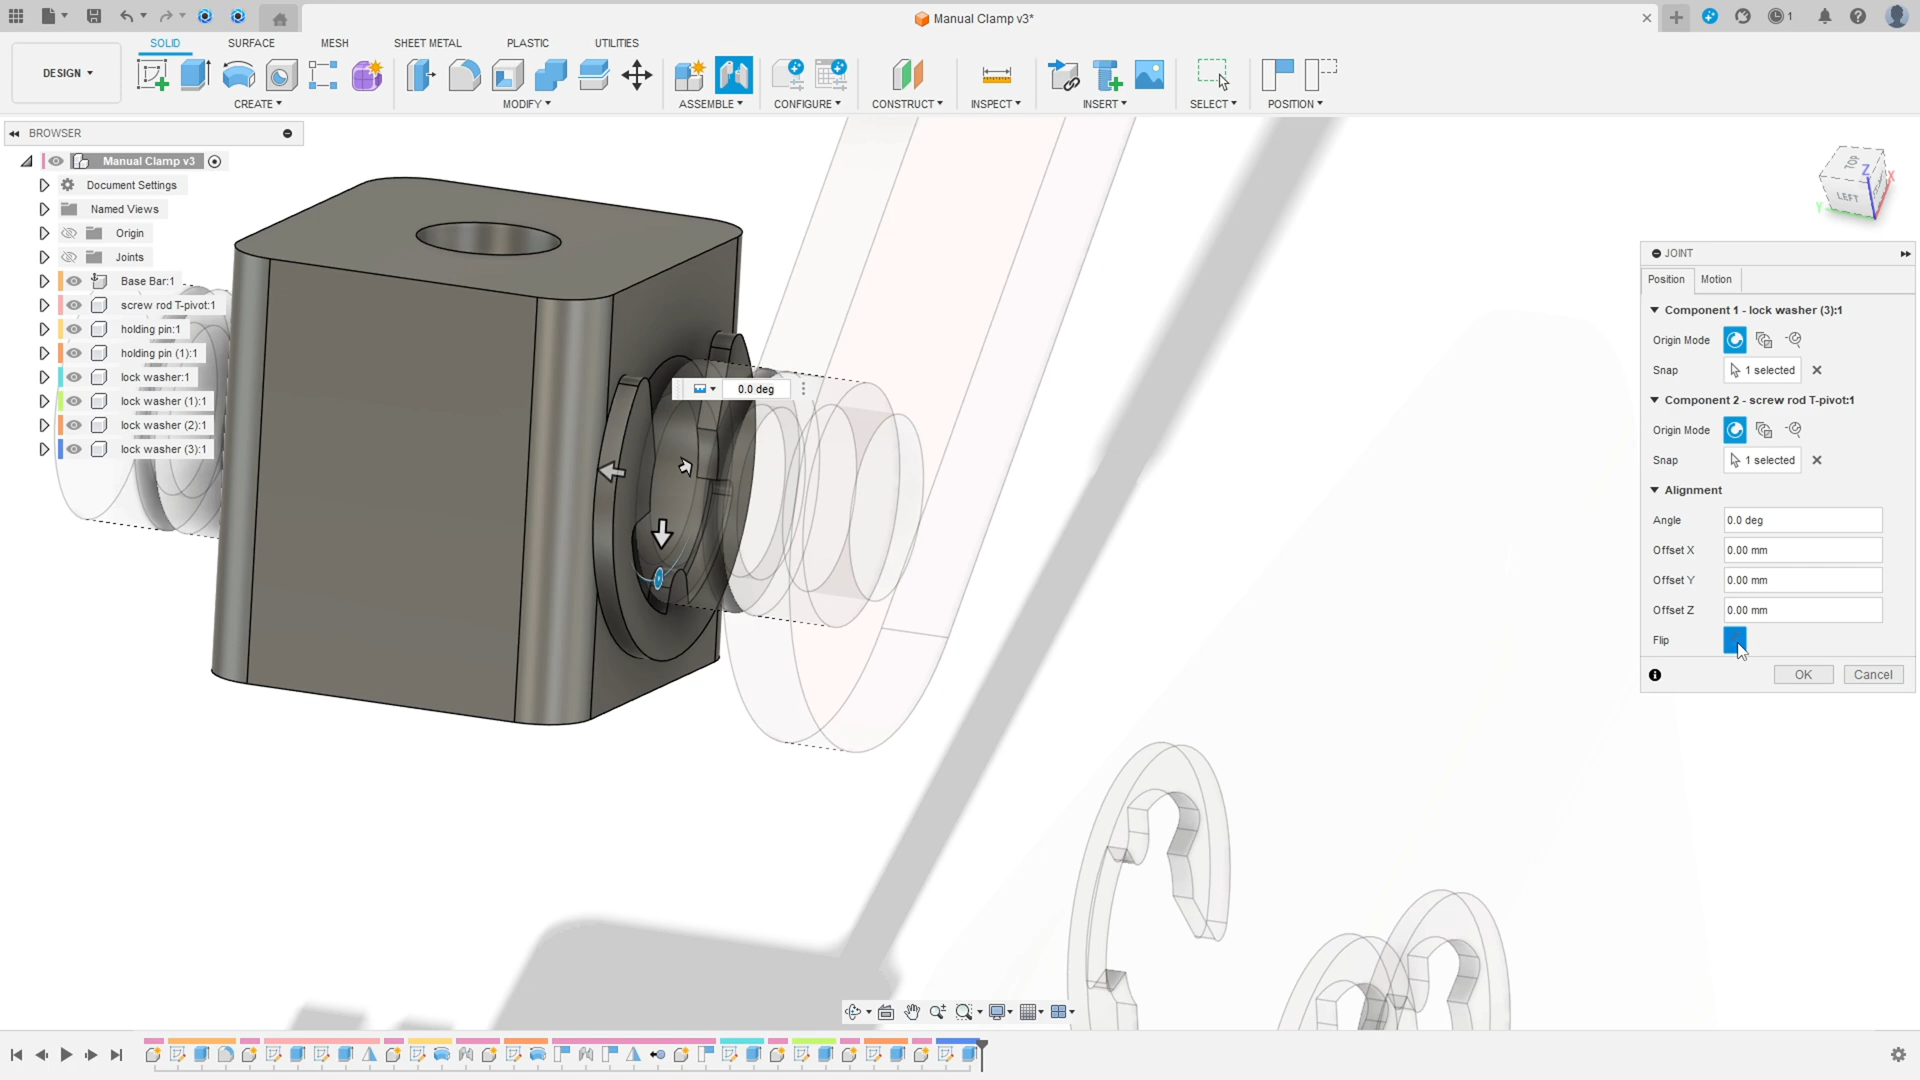 Manual Clamp v3*
1
DESIGN
SOLID
SURFACE
MESH
SHEET METAL
PLASTIC
UTILITIES
CREATE
MODIFY
ASSEMBLE
CONFIGURE
CONSTRUCT
INSPECT
INSERT
SELECT
POSITION
BROWSER
Manual Clamp v3
Document Settings
Named Views
Origin
Joints
Base Bar:1
screw rod T-pivot:1
holding pin:1
holding pin (1):1
lock washer:1
lock washer (1):1
lock washer (2):1
lock washer (3):1
0.0 deg
TOP
LEFT
Z
X
Y
JOINT
Position
Motion
Component 1 - lock washer (3):1
Origin Mode
Snap
1 selected
Component 2 - screw rod T-pivot:1
Origin Mode
Snap
1 selected
Alignment
Angle
0.0 deg
Offset X
0.00 mm
Offset Y
0.00 mm
Offset Z
0.00 mm
Flip
OK
Cancel